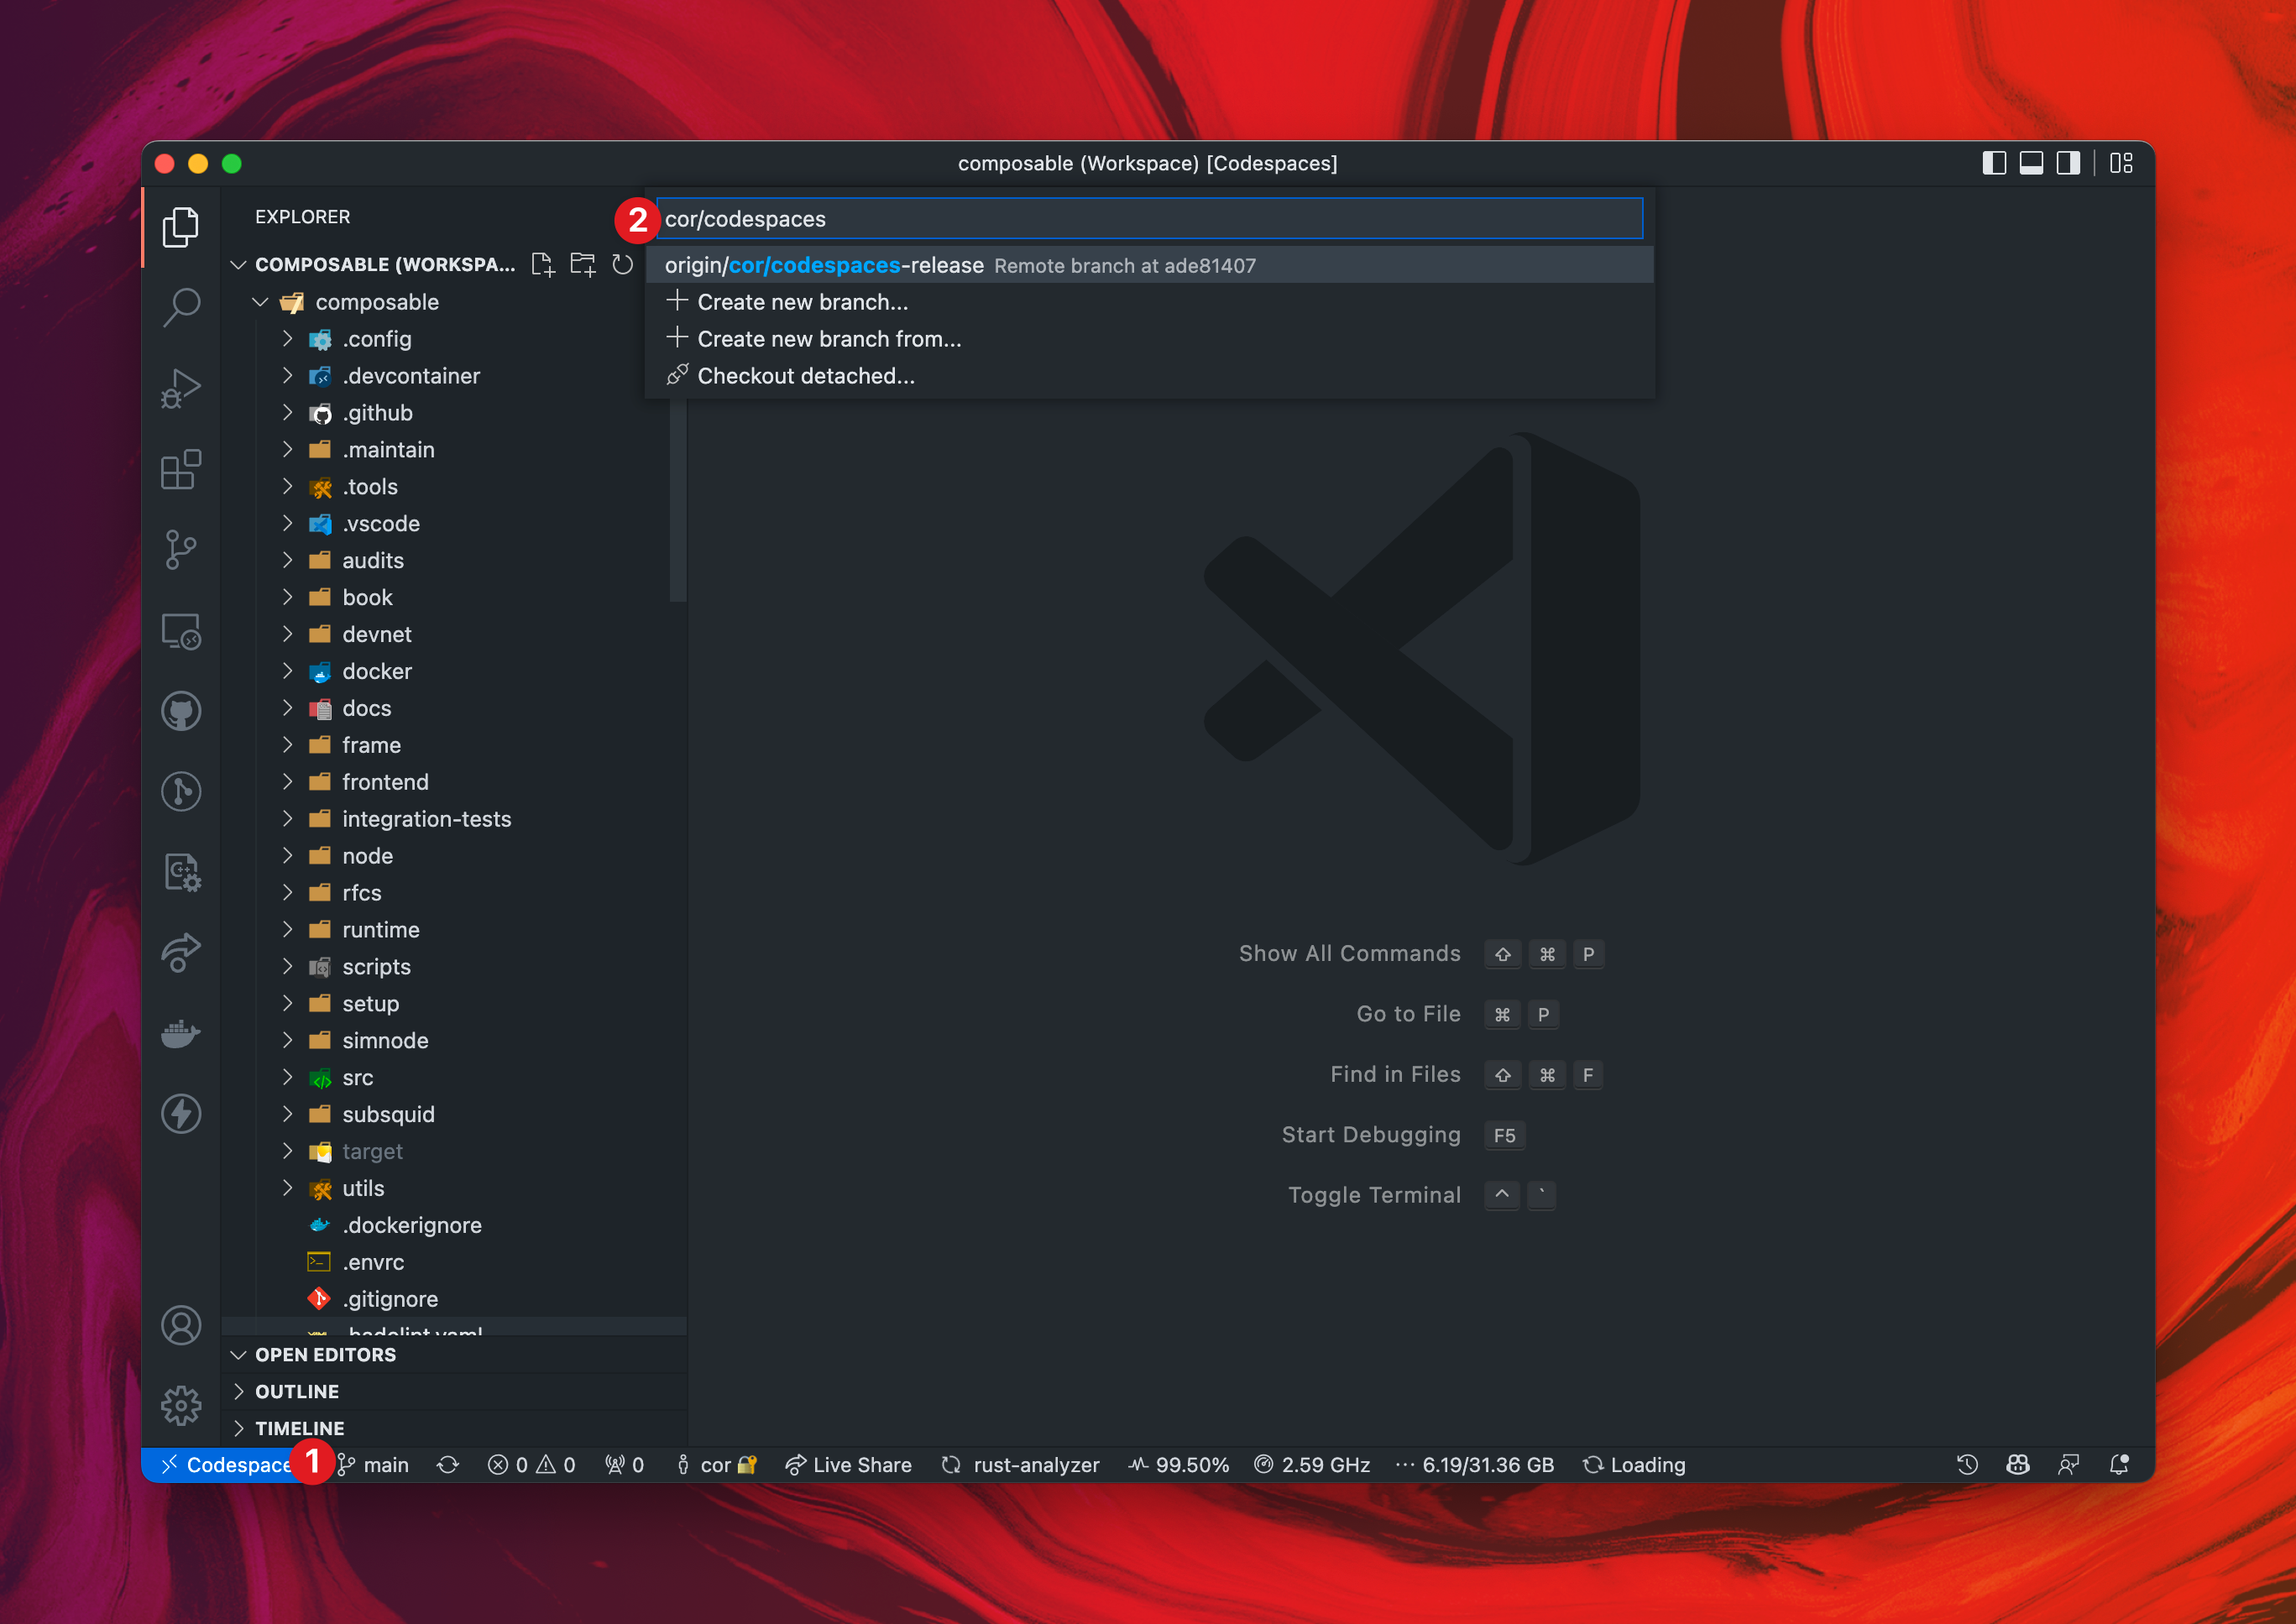 composable (Workspace) [Codespaces]
EXPLORER
COMPOSABLE (WORKSPA...
composable
.config
.devcontainer
.github
.maintain
.tools
.vscode
audits
book
devnet
docker
docs
frame
frontend
integration-tests
node
rfcs
runtime
scripts
setup
simnode
src
subsquid
target
utils
.dockerignore
.envrc
.gitignore
.hadolint.yaml
OPEN EDITORS
OUTLINE
TIMELINE
2 cor/codespaces
origin/cor/codespaces-release Remote branch at ade81407
Create new branch...
Create new branch from...
Checkout detached...
Show All Commands ⇧ ⌘ P
Go to File ⌘ P
Find in Files ⇧ ⌘ F
Start Debugging F5
Toggle Terminal ^ `
Codespace 1 main 0 0 0 cor 🔐 Live Share rust-analyzer 99.50% 2.59 GHz ··· 6.19/31.36 GB Loading